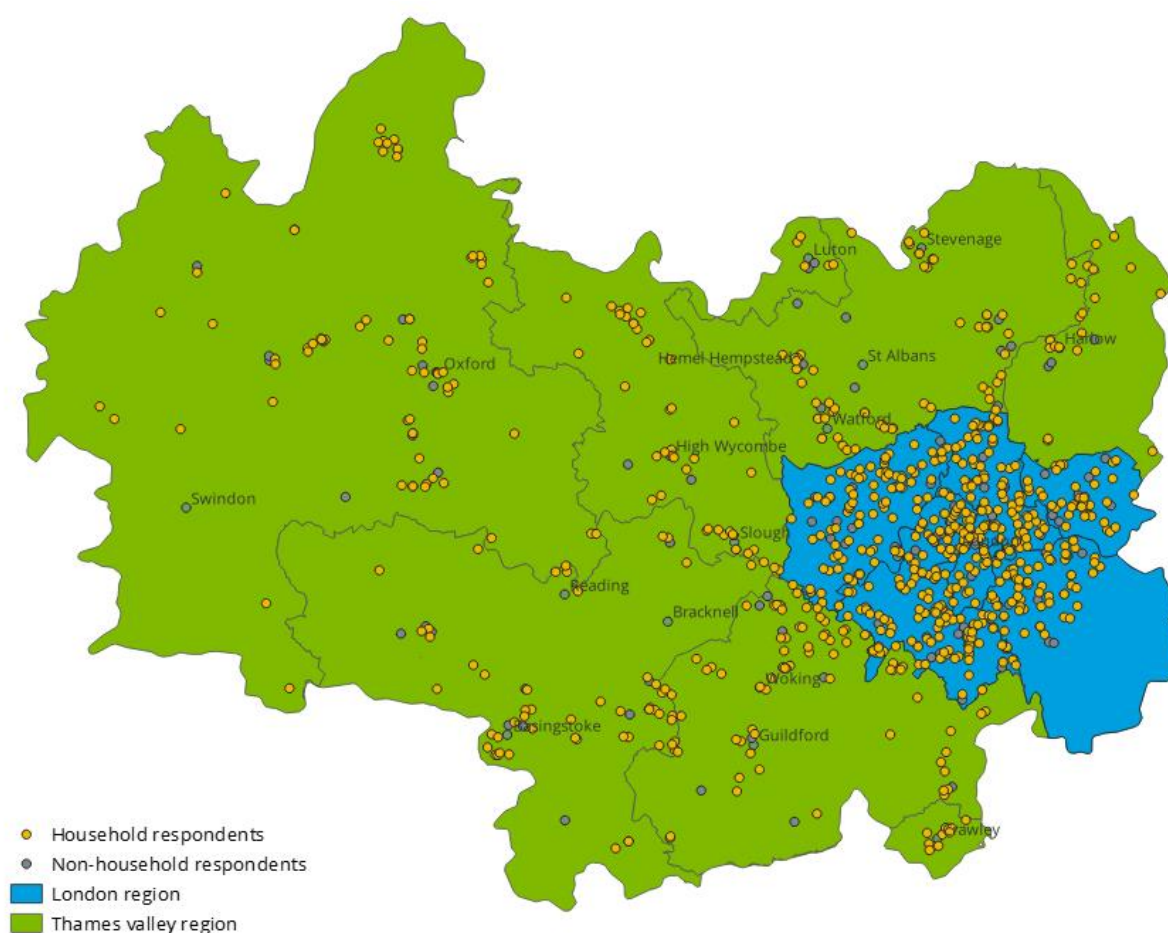 Luton
Stevenage
Hemel Hempstead
St Albans
Harlow
Oxford
Watford
High Wycombe
Swindon
Slough
Reading
Bracknell
Woking
Basingstoke
Guildford
Crawley
Household respondents
Non-household respondents
London region
Thames valley region